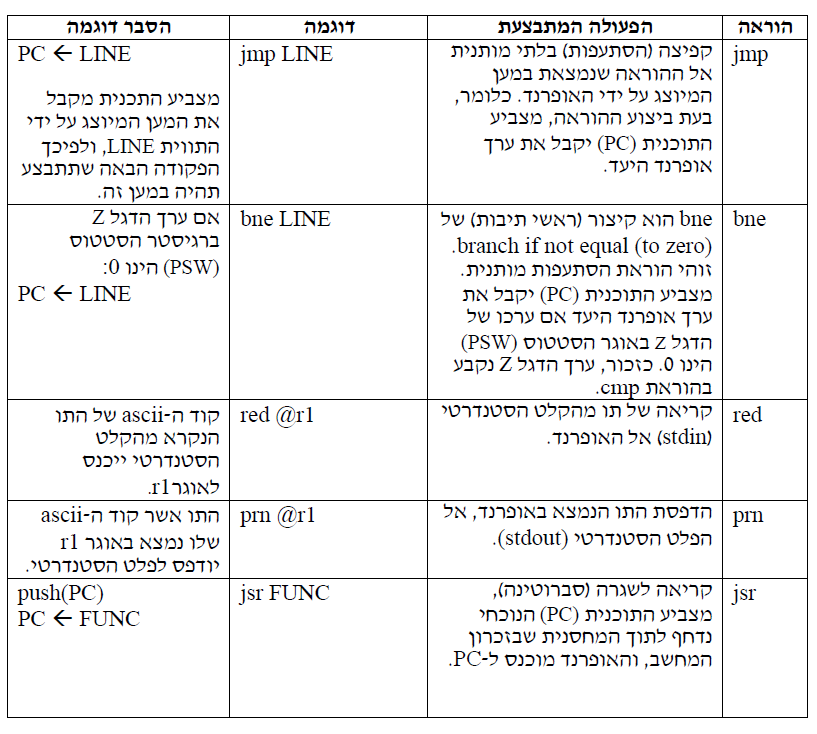 הוראה
הפעולה המתבצעת
דוגמה
הסבר דוגמה
jmp
קפיצה (הסתעפות) בלתי מותנית
אל ההוראה שנמצאת במען
המיוצג על ידי האופרנד. כלומר,
בעת ביצוע ההוראה, מצביע
התוכנית (PC) יקבל את ערך
אופרנד היעד.
jmp LINE
PC ← LINE
מצביע התכנית מקבל
את המען המיוצג על ידי
התווית LINE, ולפיכך
הפקודה הבאה שתתבצע
תהיה במען זה.
bne
bne הוא קיצור (ראשי תיבות) של
branch if not equal (to zero).
זוהי הוראת הסתעפות מותנית.
מצביע התוכנית (PC) יקבל את
ערך אופרנד היעד אם ערכו של
הדגל Z באוגר הסטטוס (PSW)
הינו 0. כזכור, ערך הדגל Z נקבע
בהוראת cmp.
bne LINE
אם ערך הדגל Z
ברגיסטר הסטטוס
(PSW) הינו 0:
PC ← LINE
red
קריאה של תו מהקלט הסטנדרטי
(stdin) אל האופרנד.
red @r1
קוד ה-ascii של התו
הנקרא מהקלט
הסטנדרטי ייכנס
לאוגר r1.
prn
הדפסת התו הנמצא באופרנד, אל
הפלט הסטנדרטי (stdout).
prn @r1
התו אשר קוד ה-ascii
שלו נמצא באוגר r1
יודפס לפלט הסטנדרטי.
jsr
קריאה לשגרה (סברוטינה),
מצביע התוכנית (PC) הנוכחי
נדחף לתוך המחסנית שבזכרון
המחשב, והאופרנד מוכנס ל-PC.
jsr FUNC
push(PC)
PC ← FUNC